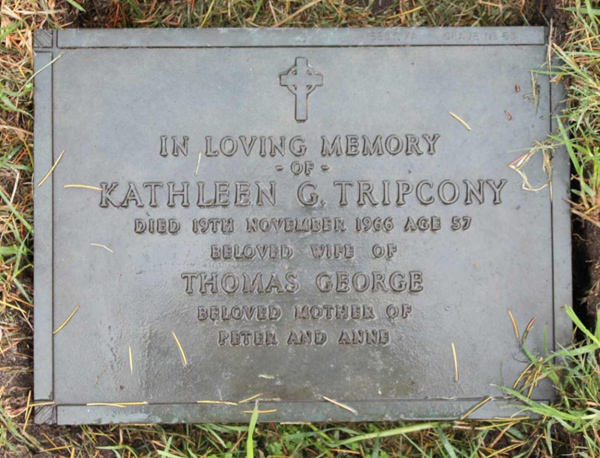 IN LOVING MEMORY
- OF -
KATHLEEN G. TRIPCONY
DIED 19TH NOVEMBER 1966 AGE 57
BELOVED WIFE OF
THOMAS GEORGE
BELOVED MOTHER OF
PETER AND ANNE